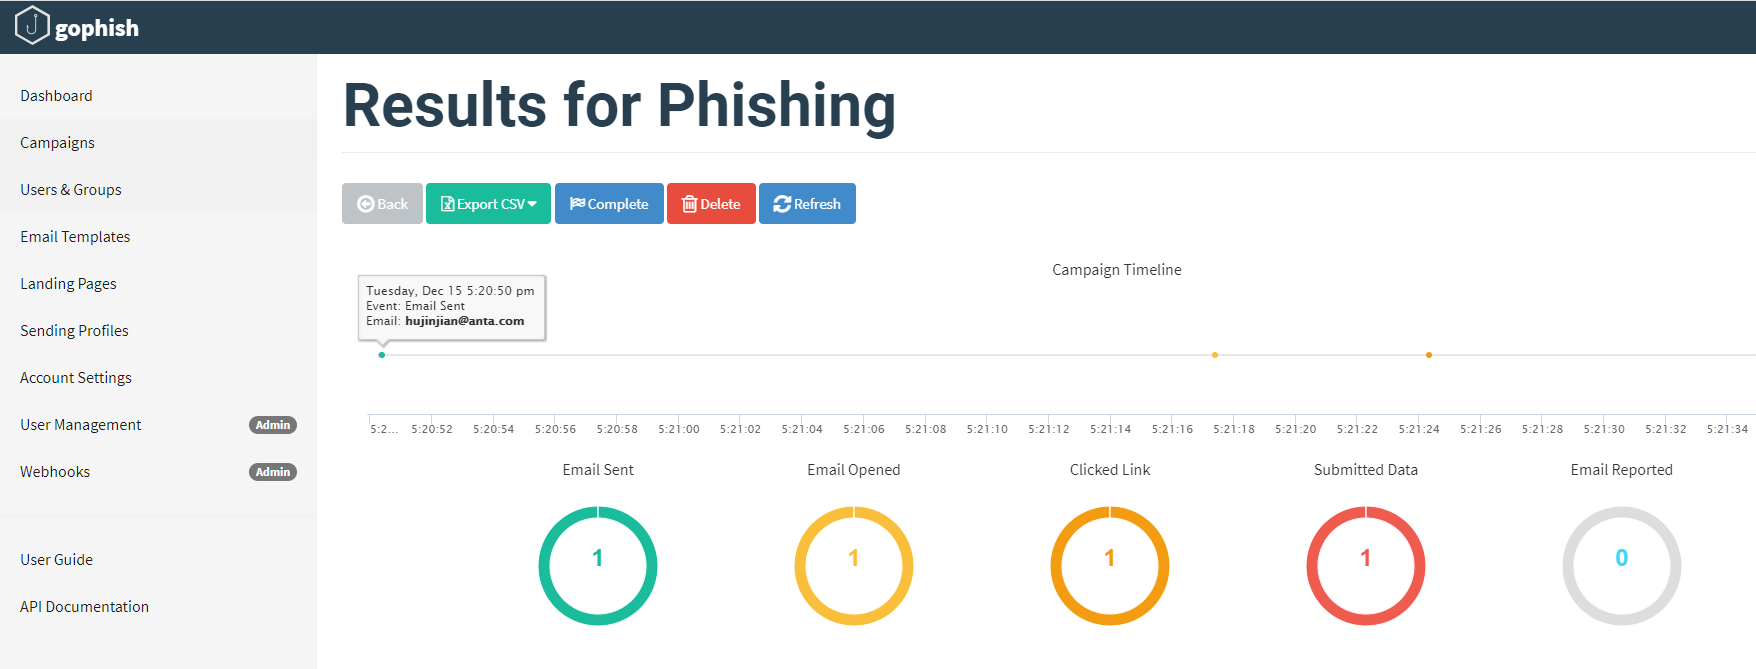 gophish
Dashboard
Campaigns
Users & Groups
Email Templates
Landing Pages
Sending Profiles
Account Settings
User Management Admin
Webhooks Admin
User Guide
API Documentation
Results for Phishing
Back Export CSV Complete Delete Refresh
Campaign Timeline
Tuesday, Dec 15 5:20:50 pm
Event: Email Sent
Email: hujinjian@anta.com
5:2... 5:20:52 5:20:54 5:20:56 5:20:58 5:21:00 5:21:02 5:21:04 5:21:06 5:21:08 5:21:10 5:21:12 5:21:14 5:21:16 5:21:18 5:21:20 5:21:22 5:21:24 5:21:26 5:21:28 5:21:30 5:21:32 5:21:34
Email Sent Email Opened Clicked Link Submitted Data Email Reported
1 1 1 1 0